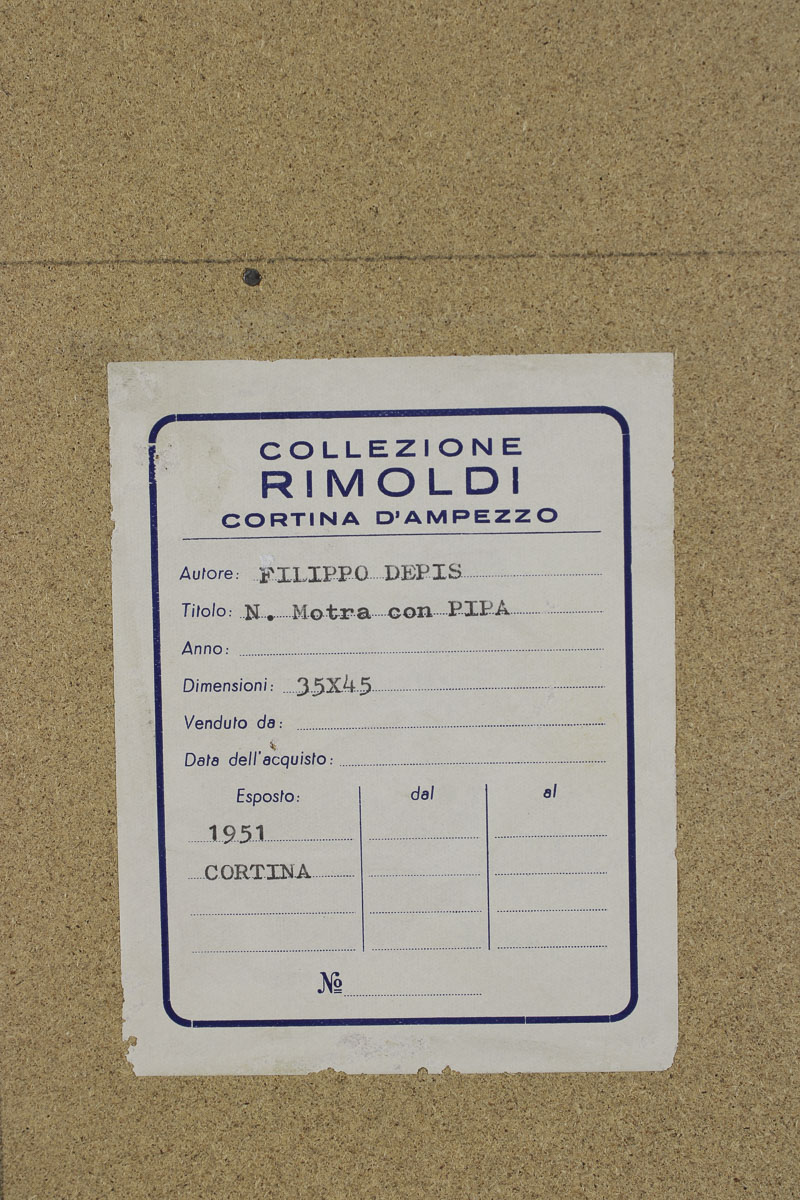 COLLEZIONE
RIMOLDI
CORTINA D'AMPEZZO
Autore: FILIPPO DEPIS
Titolo: N. Motra con PIPA
Anno:
Dimensioni: 35X45
Venduto da:
Data dell'acquisto:
Esposto: dal al
1951
CORTINA
№